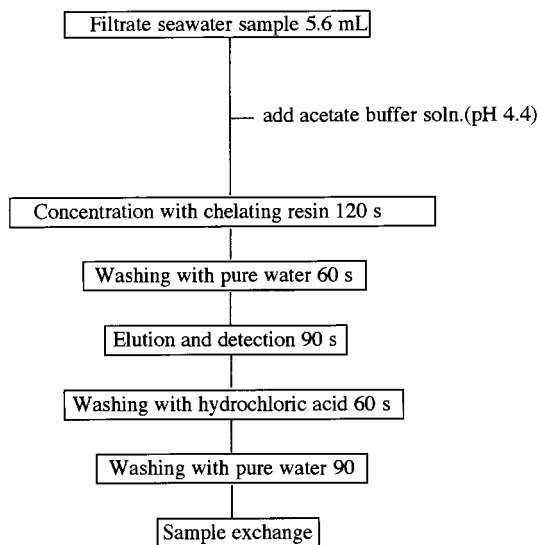 Filtrate seawater sample 5.6 mL
add acetate buffer soln.(pH 4.4)
Concentration with chelating resin 120 s
Washing with pure water 60 s
Elution and detection 90 s
Washing with hydrochloric acid 60 s
Washing with pure water 90
Sample exchange